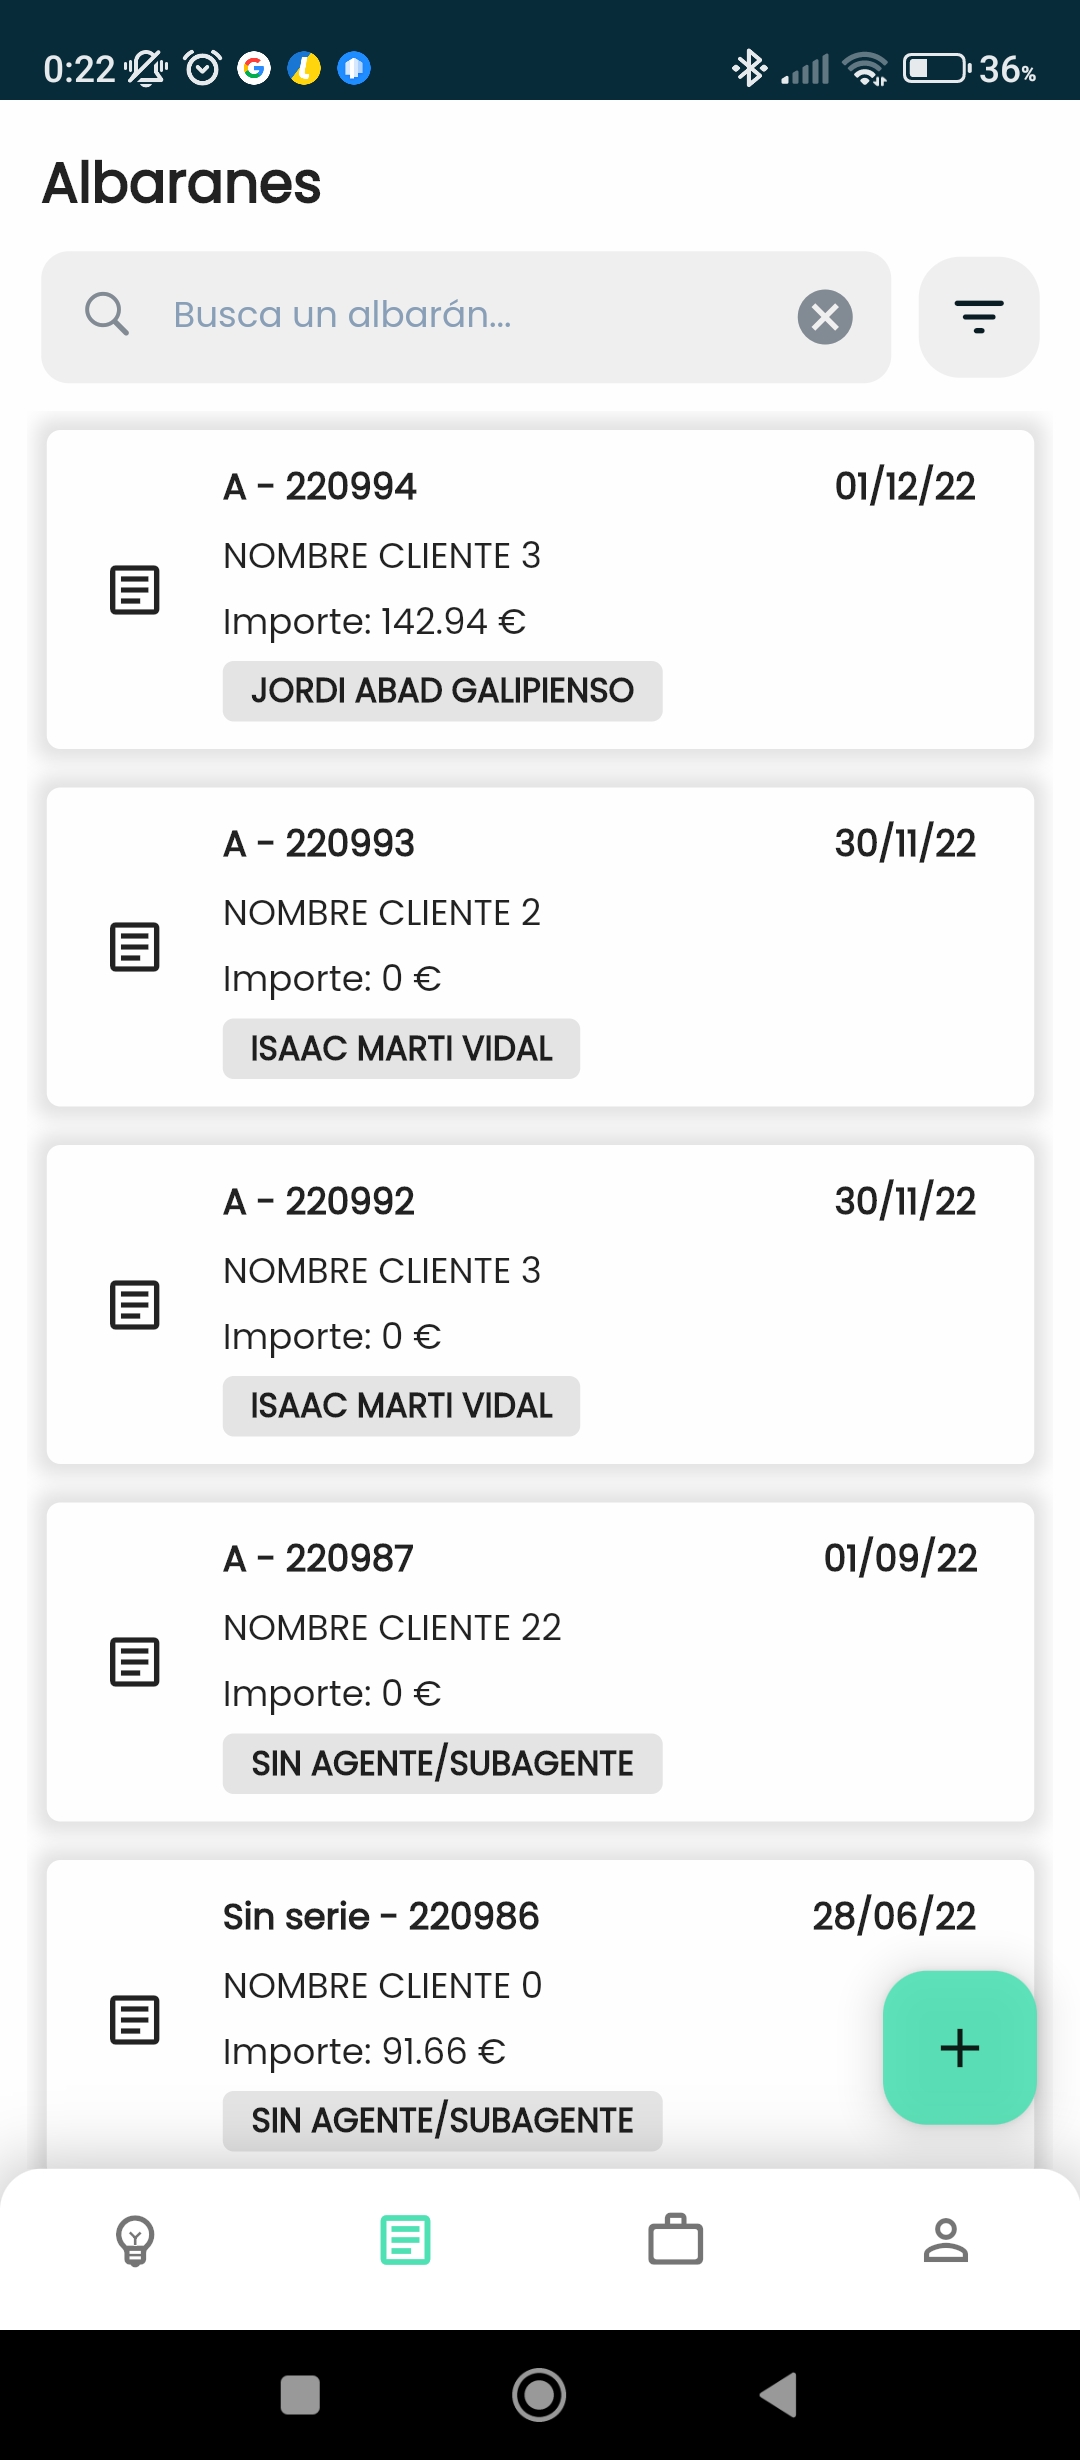 0:22
36%
Albaranes
Busca un albarán...
A - 220994 01/12/22
NOMBRE CLIENTE 3
Importe: 142.94 €
JORDI ABAD GALIPIENSO
A - 220993 30/11/22
NOMBRE CLIENTE 2
Importe: 0 €
ISAAC MARTI VIDAL
A - 220992 30/11/22
NOMBRE CLIENTE 3
Importe: 0 €
ISAAC MARTI VIDAL
A - 220987 01/09/22
NOMBRE CLIENTE 22
Importe: 0 €
SIN AGENTE/SUBAGENTE
Sin serie - 220986 28/06/22
NOMBRE CLIENTE 0
Importe: 91.66 €
SIN AGENTE/SUBAGENTE